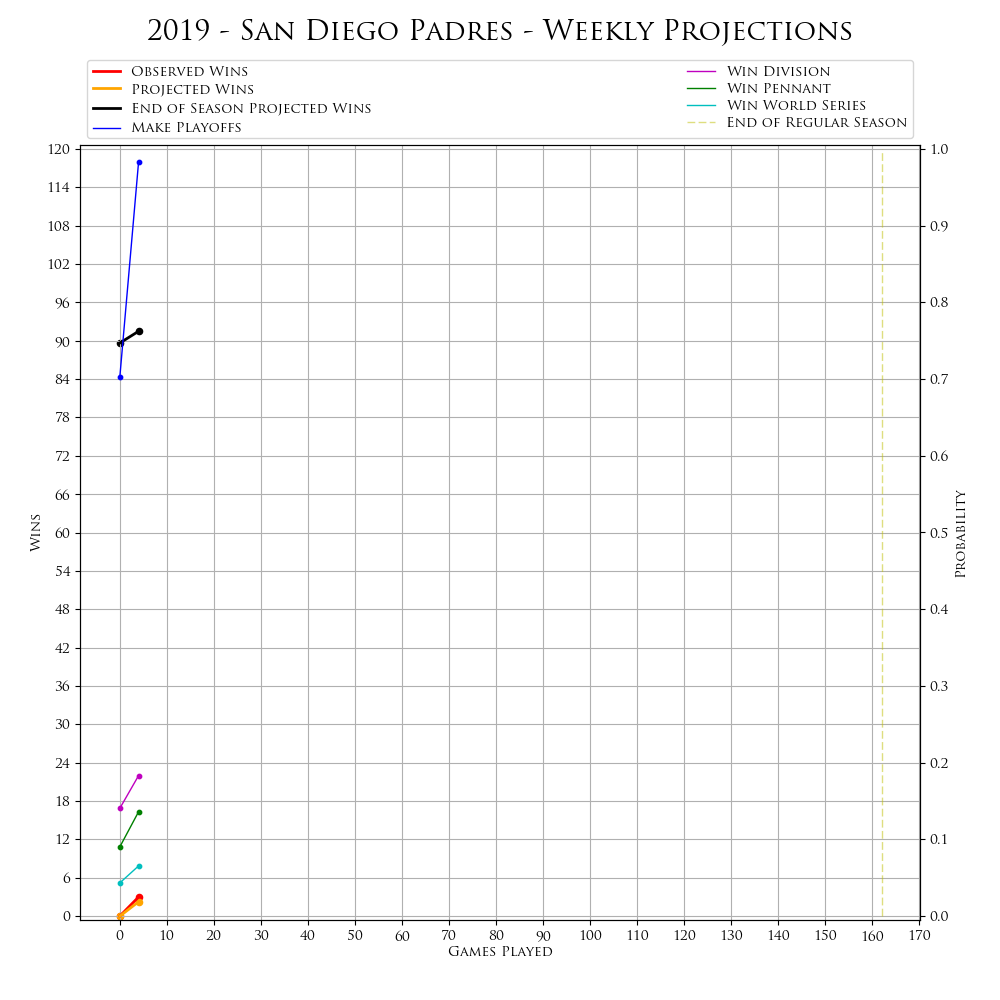 2019 - San Diego Padres - Weekly Projections
Observed Wins
Projected Wins
End of Season Projected Wins
Make Playoffs
Win Division
Win Pennant
Win World Series
End of Regular Season
120
114
108
102
96
90
84
78
72
66
60
54
48
42
36
30
24
18
12
6
0
Wins
1.0
0.9
0.8
0.7
0.6
0.5
0.4
0.3
0.2
0.1
0.0
Probability
0 10 20 30 40 50 60 70 80 90 100 110 120 130 140 150 160 170
Games Played